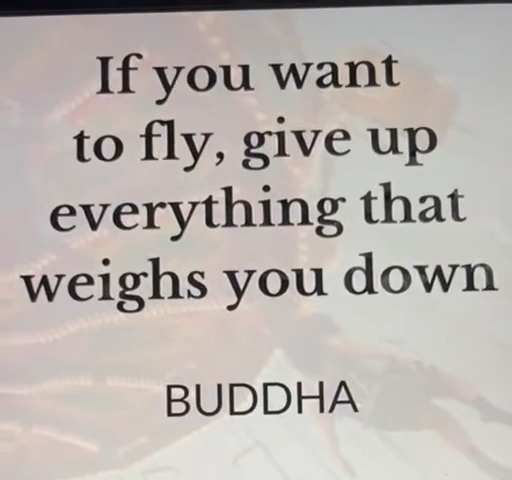 If you want
to fly, give up
everything that
weighs you down
BUDDHA